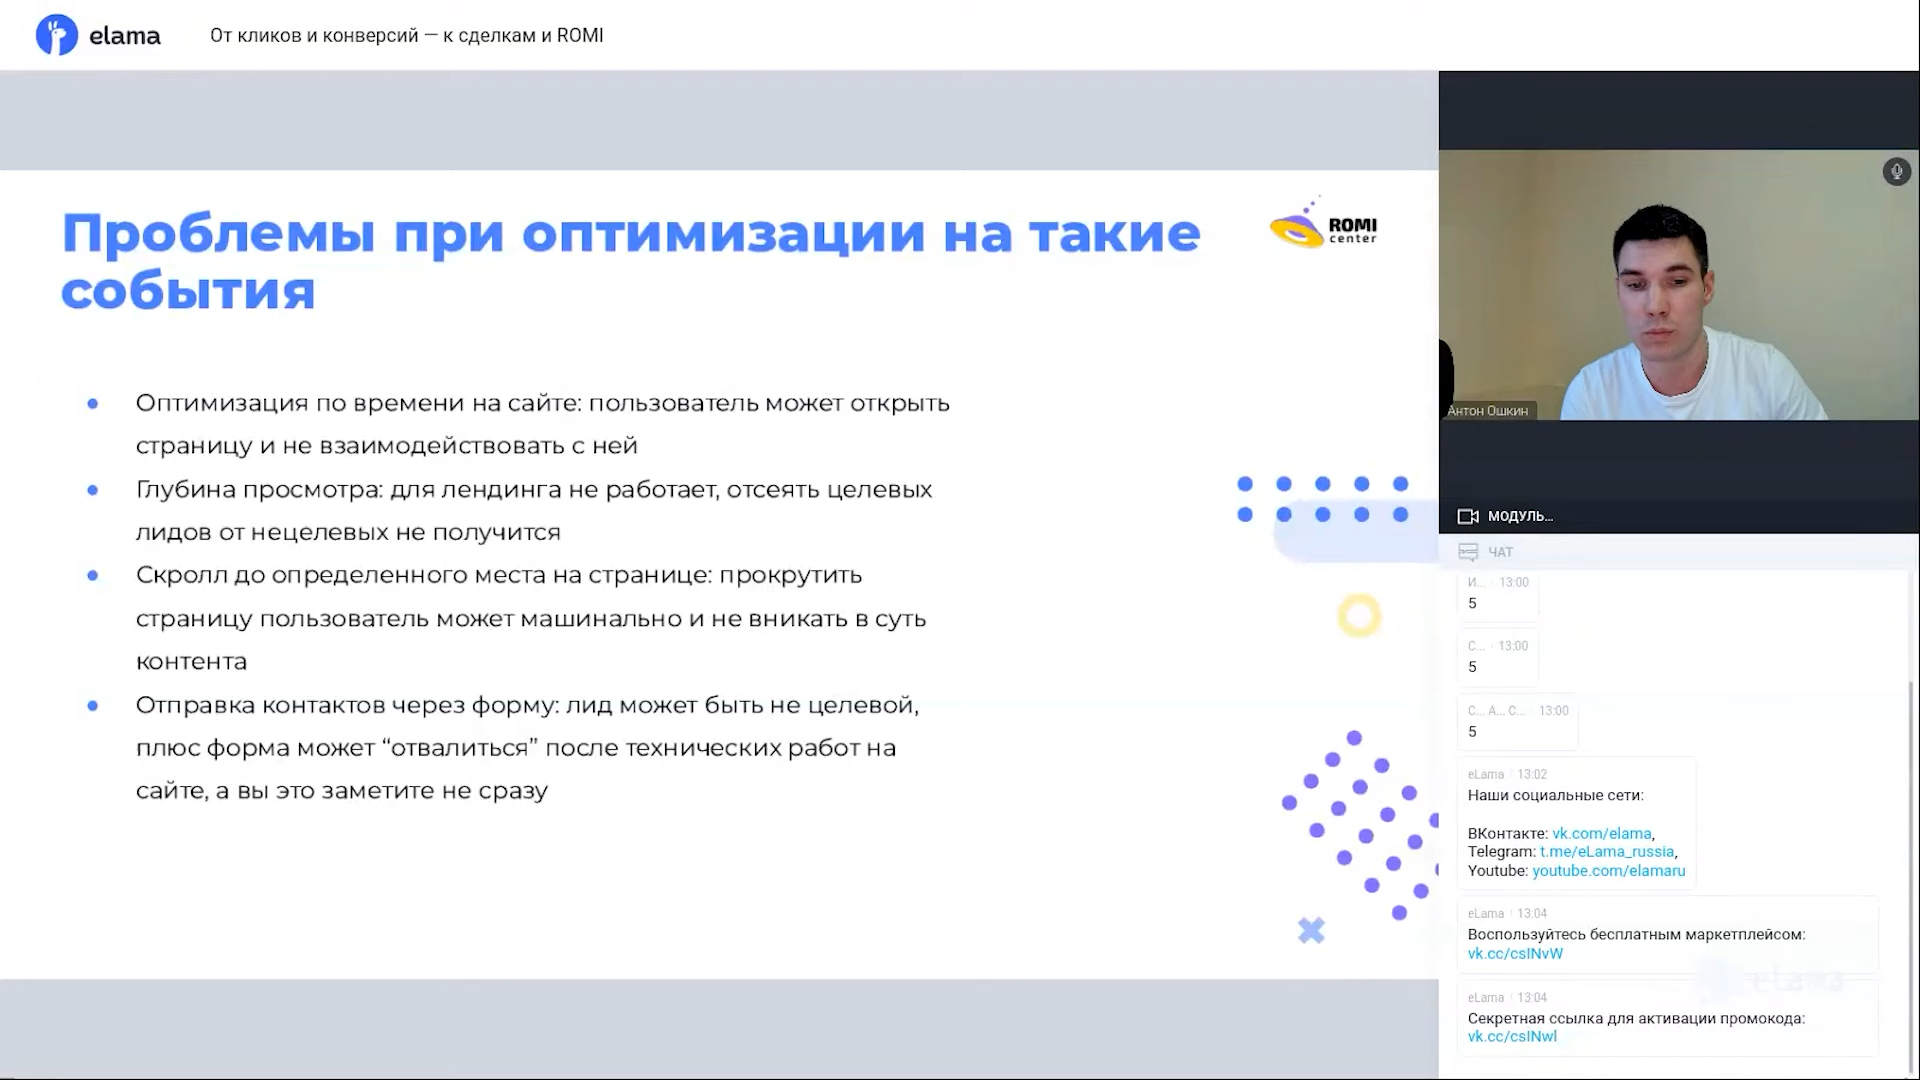 elama
От кликов и конверсий — к сделкам и ROMI
Проблемы при оптимизации на такие
события
ROMI
center
Оптимизация по времени на сайте: пользователь может открыть
страницу и не взаимодействовать с ней
Глубина просмотра: для лендинга не работает, отсеять целевых
лидов от нецелевых не получится
Скролл до определенного места на странице: прокрутить
страницу пользователь может машинально и не вникать в суть
контента
Отправка контактов через форму: лид может быть не целевой,
плюс форма может “отвалиться” после технических работ на
сайте, а вы это заметите не сразу
Антон Ошкин
МОДУЛЬ...
ЧАТ
И... 13:00
5
С... 13:00
5
С... А... С... 13:00
5
eLama 13:02
Наши социальные сети:
ВКонтакте: vk.com/elama,
Telegram: t.me/eLama_russia,
Youtube: youtube.com/elamaru
eLama 13:04
Воспользуйтесь бесплатным маркетплейсом:
vk.cc/csINvW
eLama
eLama 13:04
Секретная ссылка для активации промокода:
vk.cc/csINwl